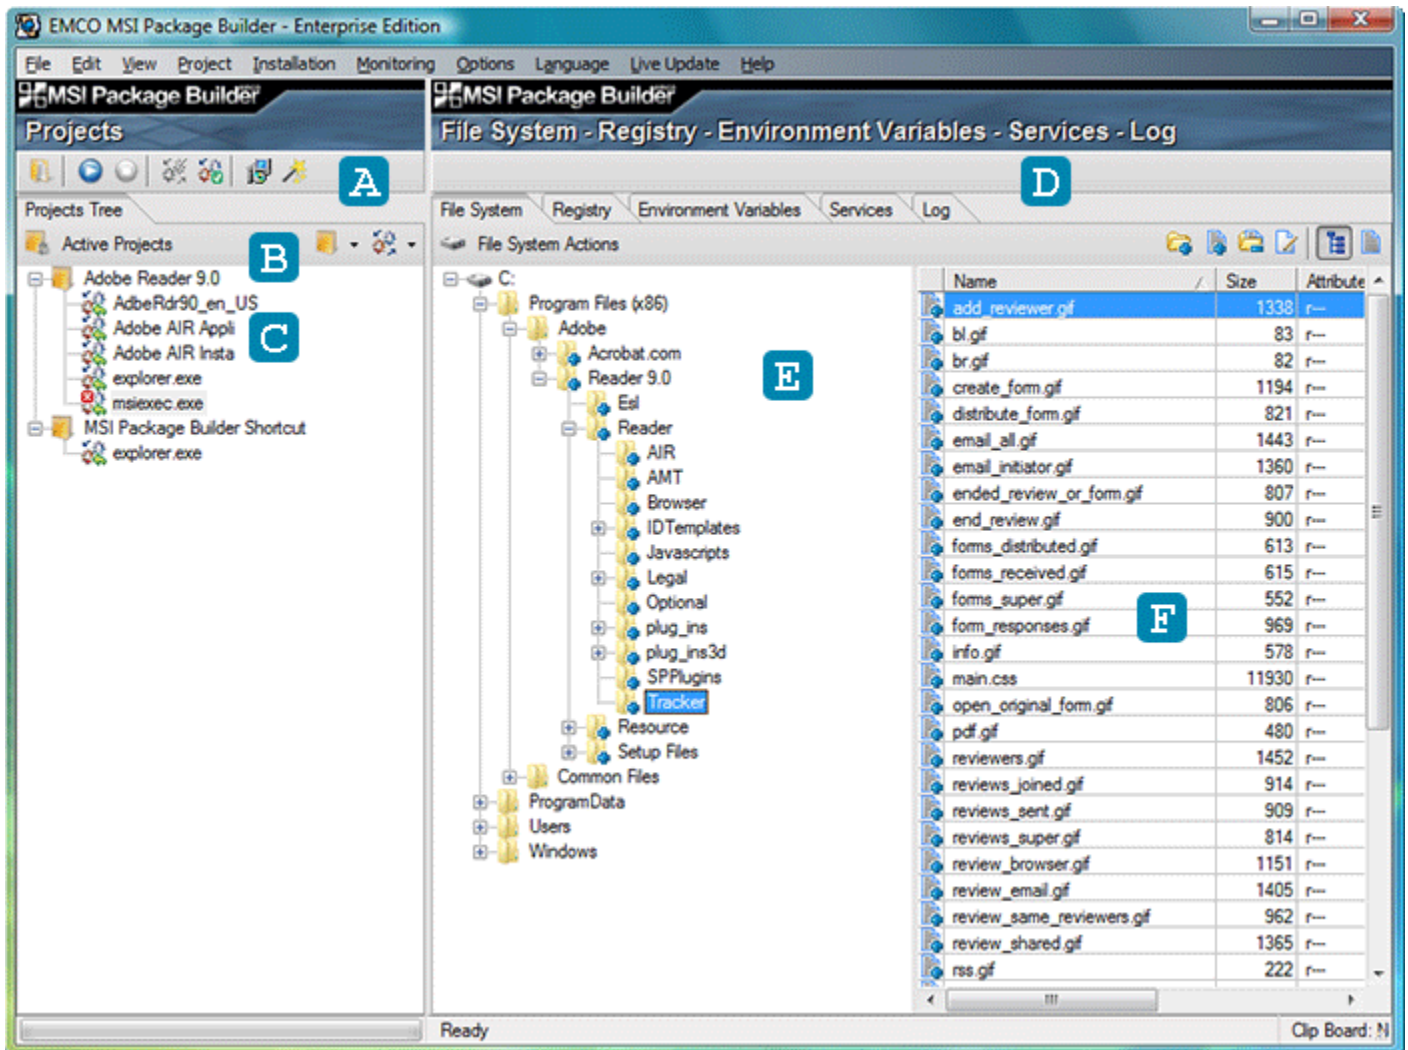 EMCO MSI Package Builder - Enterprise Edition
File Edit View Project Installation Monitoring Options Language Live Update Help
MSI Package Builder
Projects
A
Projects Tree
Active Projects
B
Adobe Reader 9.0
AdbeRdr90_en_US
Adobe AIR Appli
C
Adobe AIR Insta
explorer.exe
msiexec.exe
MSI Package Builder Shortcut
explorer.exe
MSI Package Builder
File System - Registry - Environment Variables - Services - Log
D
File System Registry Environment Variables Services Log
File System Actions
C:
Program Files (x86)
Adobe
Acrobat.com
E
Reader 9.0
Esl
Reader
AIR
AMT
Browser
IDTemplates
Javascripts
Legal
Optional
plug_ins
plug_ins3d
SPPlugins
Tracker
Resource
Setup Files
Common Files
ProgramData
Users
Windows
Name Size Attribute
add_reviewer.gif 1338 r---
bl.gif 83 r---
br.gif 82 r---
create_form.gif 1194 r---
distribute_form.gif 821 r---
email_all.gif 1443 r---
email_initiator.gif 1360 r---
ended_review_or_form.gif 807 r---
end_review.gif 900 r---
forms_distributed.gif 613 r---
forms_received.gif 615 r---
forms_super.gif 552 r---
F
form_responses.gif 969 r---
info.gif 578 r---
main.css 11930 r---
open_original_form.gif 806 r---
pdf.gif 480 r---
reviewers.gif 1452 r---
reviews_joined.gif 914 r---
reviews_sent.gif 909 r---
reviews_super.gif 814 r---
review_browser.gif 1151 r---
review_email.gif 1405 r---
review_same_reviewers.gif 962 r---
review_shared.gif 1365 r---
rss.gif 222 r---
Ready
Clip Board: N